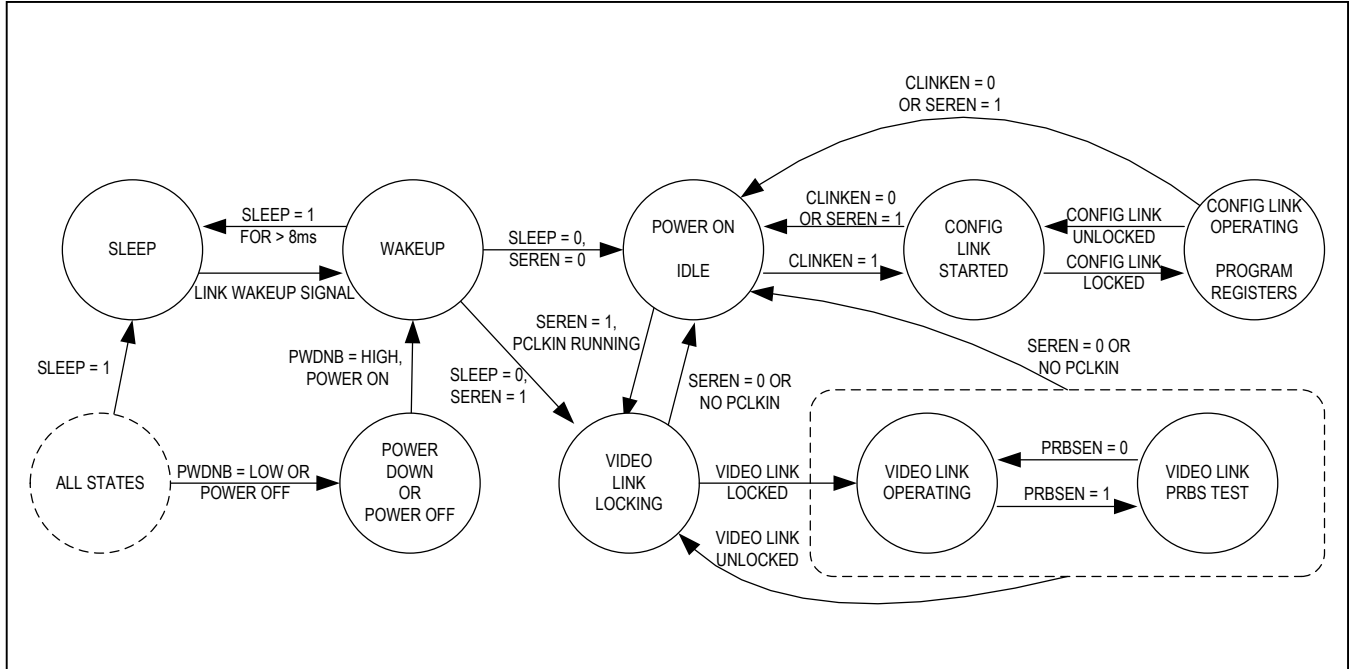 CLINKEN = 0
OR SEREN = 1
SLEEP
SLEEP = 1
FOR > 8ms
LINK WAKEUP SIGNAL
WAKEUP
SLEEP = 0,
SEREN = 0
POWER ON
IDLE
CLINKEN = 0
OR SEREN = 1
CLINKEN = 1
CONFIG
LINK
STARTED
CONFIG LINK
UNLOCKED
CONFIG LINK
LOCKED
CONFIG LINK
OPERATING
PROGRAM
REGISTERS
SLEEP = 1
PWDNB = HIGH,
POWER ON
SLEEP = 0,
SEREN = 1
SEREN = 1,
PCLKIN RUNNING
SEREN = 0 OR
NO PCLKIN
SEREN = 0 OR
NO PCLKIN
ALL STATES
PWDNB = LOW OR
POWER OFF
POWER
DOWN
OR
POWER OFF
VIDEO
LINK
LOCKING
VIDEO LINK
LOCKED
VIDEO LINK
OPERATING
PRBSEN = 0
PRBSEN = 1
VIDEO LINK
PRBS TEST
VIDEO LINK
UNLOCKED